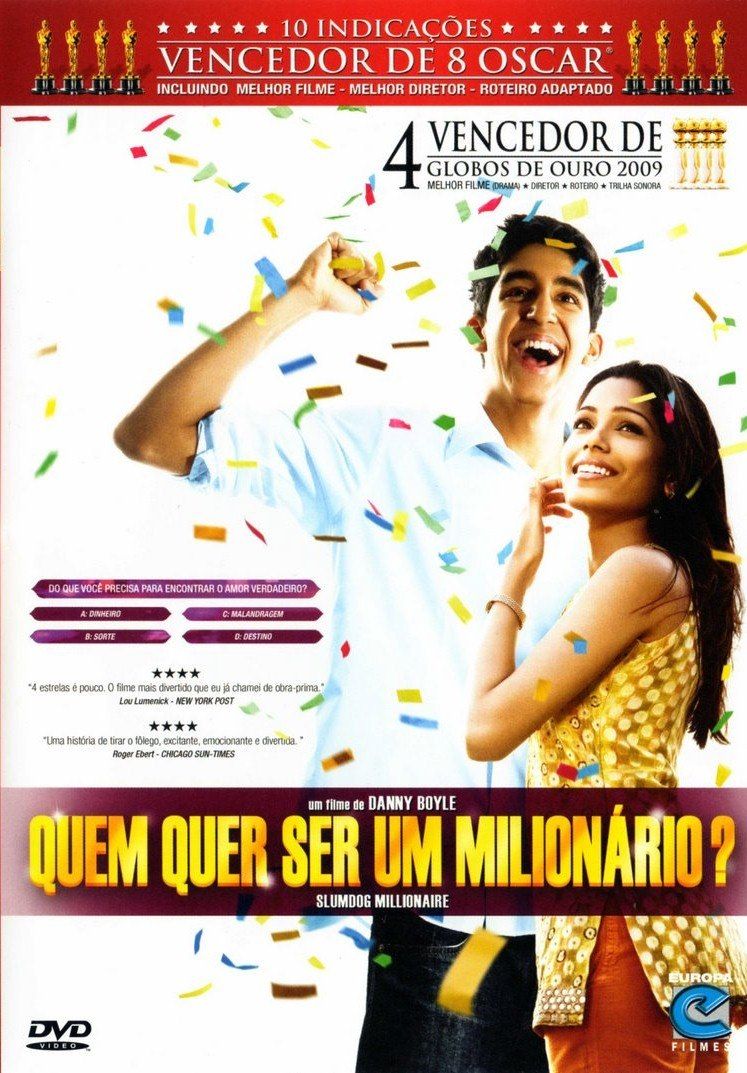 10 INDICAÇÕES
VENCEDOR DE 8 OSCAR®
INCLUINDO MELHOR FILME - MELHOR DIRETOR - ROTEIRO ADAPTADO
4 VENCEDOR DE
GLOBOS DE OURO 2009
MELHOR FILME (DRAMA) ★ DIRETOR ★ ROTEIRO ★ TRILHA SONORA
DO QUE VOCÊ PRECISA PARA ENCONTRAR O AMOR VERDADEIRO?
A: DINHEIRO
C: MALANDRAGEM
B: SORTE
D: DESTINO
★★★★
“4 estrelas é pouco. O filme mais divertido que eu já chamei de obra-prima.”
Lou Lumenick - NEW YORK POST
★★★★
“Uma história de tirar o fôlego, excitante, emocionante e divertida. ”
Roger Ebert - CHICAGO SUN-TIMES
um filme de DANNY BOYLE
QUEM QUER SER UM MILIONÁRIO?
SLUMDOG MILLIONAIRE
DVD
VIDEO
EUROPA
FILMES